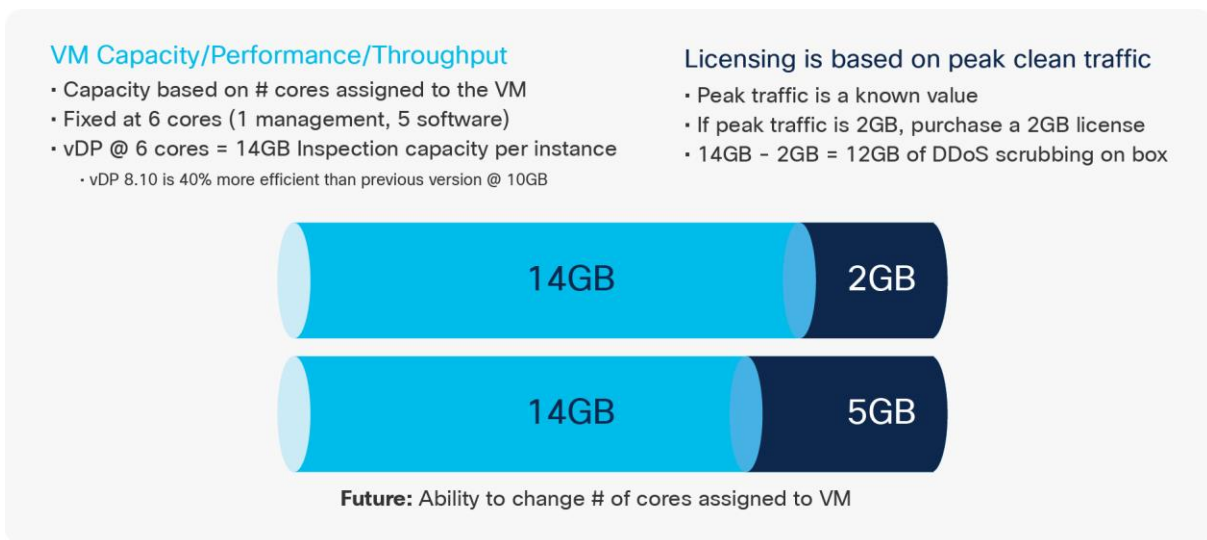 VM Capacity/Performance/Throughput
• Capacity based on # cores assigned to the VM
• Fixed at 6 cores (1 management, 5 software)
• vDP @ 6 cores = 14GB Inspection capacity per instance
• vDP 8.10 is 40% more efficient than previous version @ 10GB
Licensing is based on peak clean traffic
• Peak traffic is a known value
• If peak traffic is 2GB, purchase a 2GB license
• 14GB - 2GB = 12GB of DDoS scrubbing on box
14GB 2GB
14GB 5GB
Future: Ability to change # of cores assigned to VM